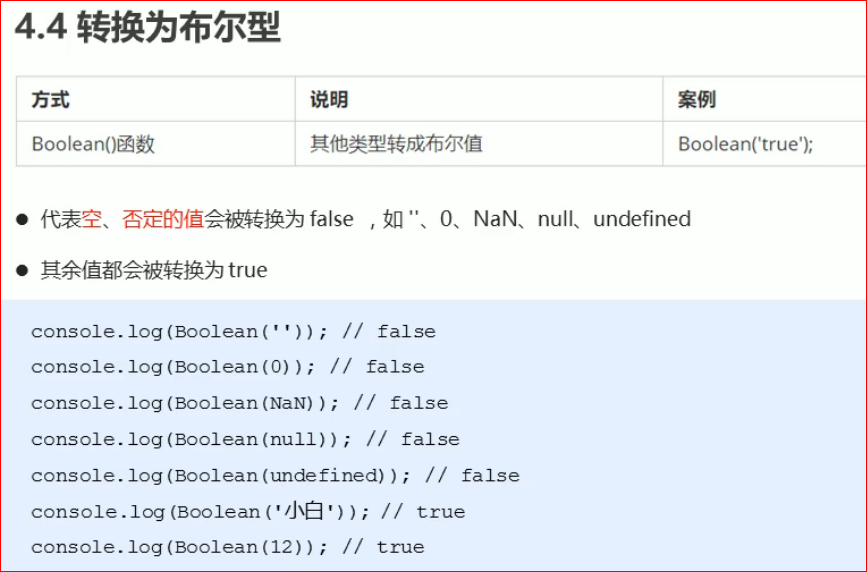 4.4 转换为布尔型
方式 说明 案例
Boolean()函数 其他类型转成布尔值 Boolean('true');
● 代表空、否定的值会被转换为 false ，如 ''、0、NaN、null、undefined
● 其余值都会被转换为 true
console.log(Boolean('')); // false
console.log(Boolean(0)); // false
console.log(Boolean(NaN)); // false
console.log(Boolean(null)); // false
console.log(Boolean(undefined)); // false
console.log(Boolean('小白')); // true
console.log(Boolean(12)); // true